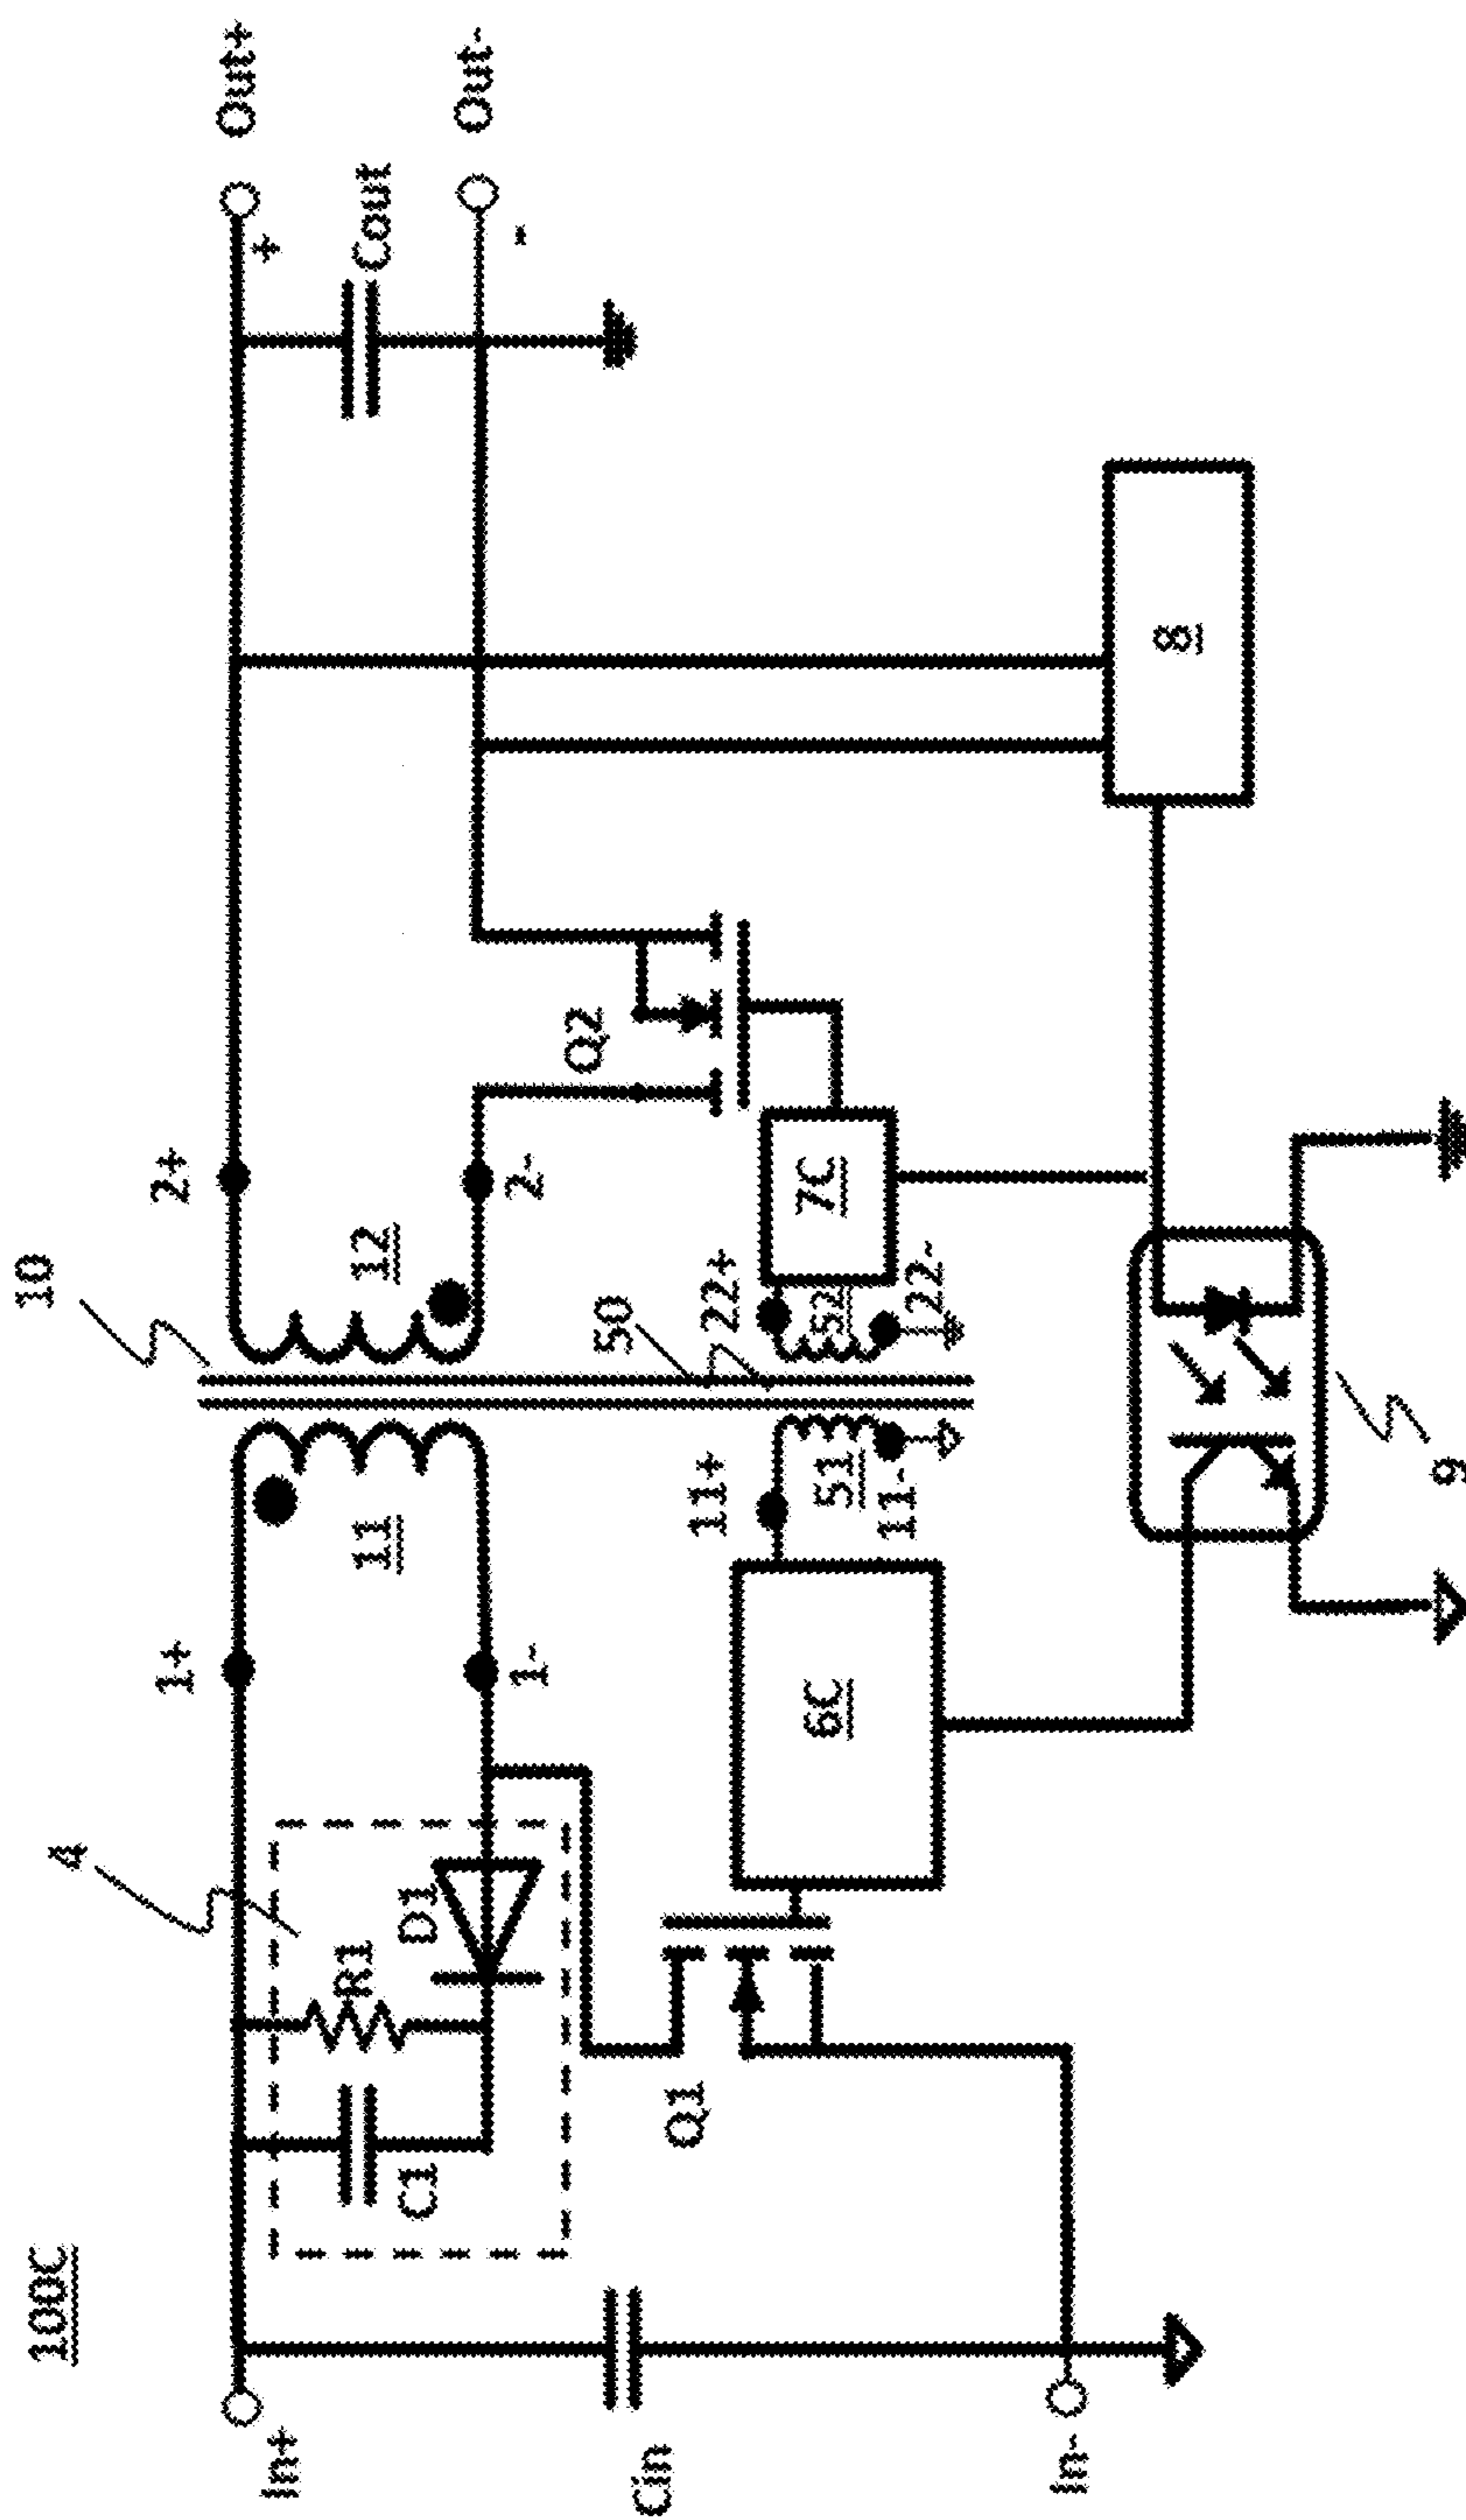 100C
4
10
In+
1+
2+
Out+
+
C1
R1
D1
11
12
Cout
1-
2-
Out-
-
Cin
Q1
50
Q2
11+
22+
6C
51
52
7C
11-
22-
8
In-
9